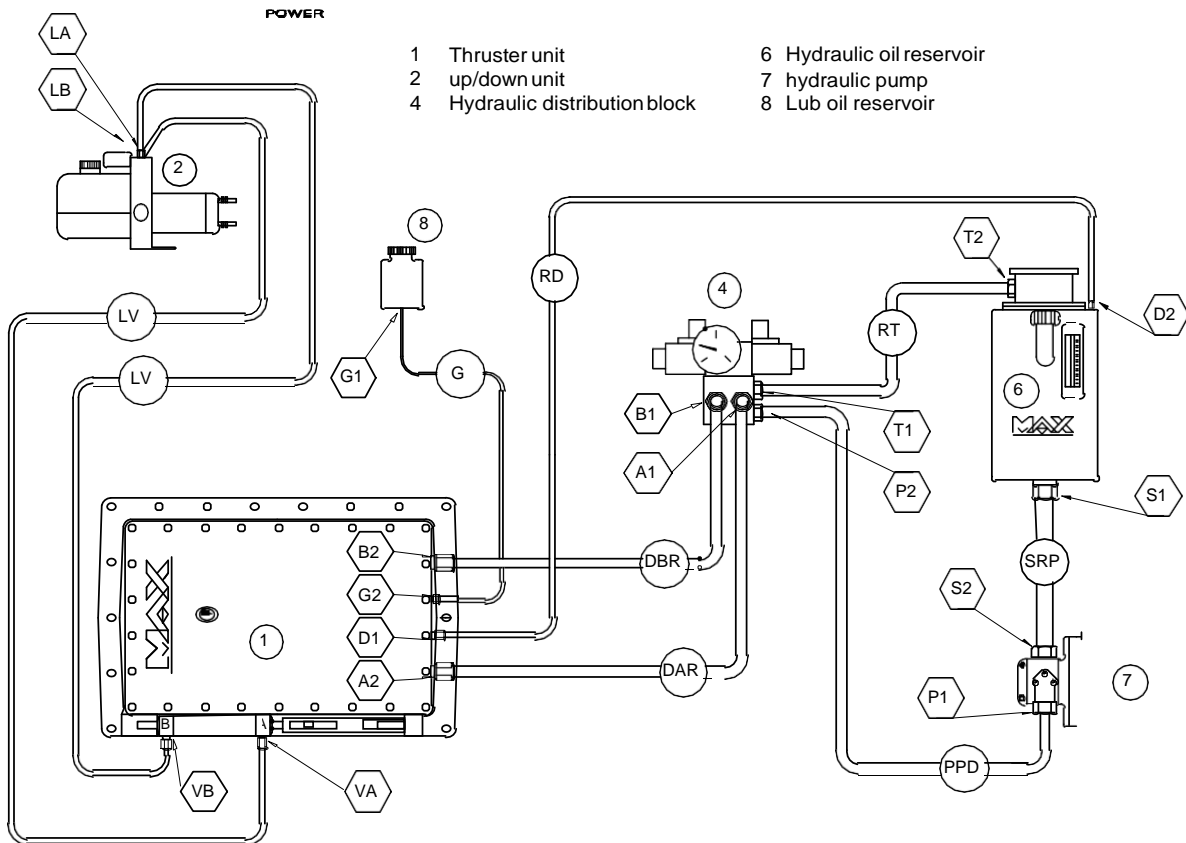 POWER
1 Thruster unit
2 up/down unit
4 Hydraulic distribution block
6 Hydraulic oil reservoir
7 hydraulic pump
8 Lub oil reservoir
LA
LB
2
8
RD
4
T2
D2
LV
RT
LV
G1
G
B1
T1
6
MAX
A1
P2
S1
B2
DBR
SRP
G2
S2
MAX
1
D1
A2
DAR
7
P1
B
A
PPD
VB
VA